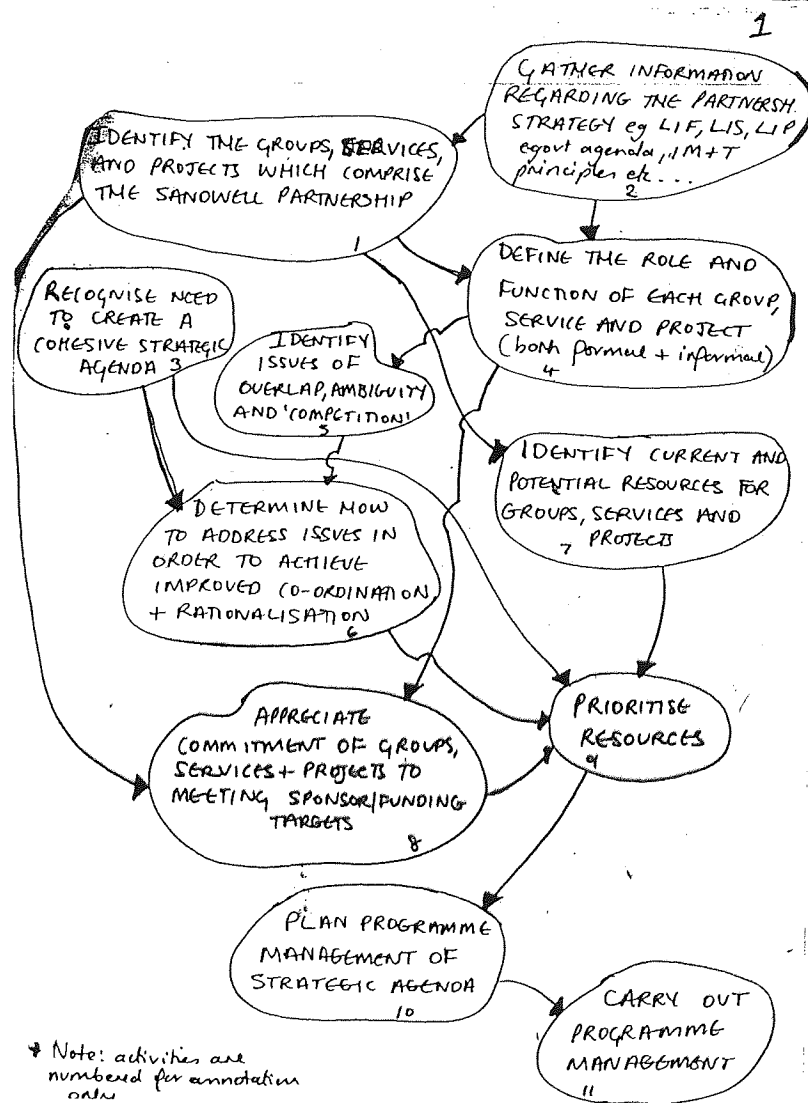 1
GATHER INFORMATION
REGARDING THE PARTNERSH.
STRATEGY eg LIF, LIS, LIP
egovt agenda, IM+T
principles etc...
2
IDENTIFY THE GROUPS, SERVICES,
AND PROJECTS WHICH COMPRISE
THE SANDWELL PARTNERSHIP
1
DEFINE THE ROLE AND
FUNCTION OF EACH GROUP,
SERVICE AND PROJECT
(both formal + informal)
4
RECOGNISE NEED
TO CREATE A
COHESIVE STRATEGIC
AGENDA 3
IDENTIFY
ISSUES OF
OVERLAP, AMBIGUITY
AND 'COMPETITION'
5
IDENTIFY CURRENT AND
POTENTIAL RESOURCES FOR
GROUPS, SERVICES AND
7 PROJECTS
DETERMINE HOW
TO ADDRESS ISSUES IN
ORDER TO ACHIEVE
IMPROVED CO-ORDINATION
+ RATIONALISATION
6
APPRECIATE
COMMITMENT OF GROUPS,
SERVICES + PROJECTS TO
MEETING SPONSOR/FUNDING
TARGETS
8
PRIORITISE
RESOURCES
9
PLAN PROGRAMME
MANAGEMENT OF
STRATEGIC AGENDA
10
CARRY OUT
PROGRAMME
MANAGEMENT
11
* Note: activities are
numbered for annotation
only